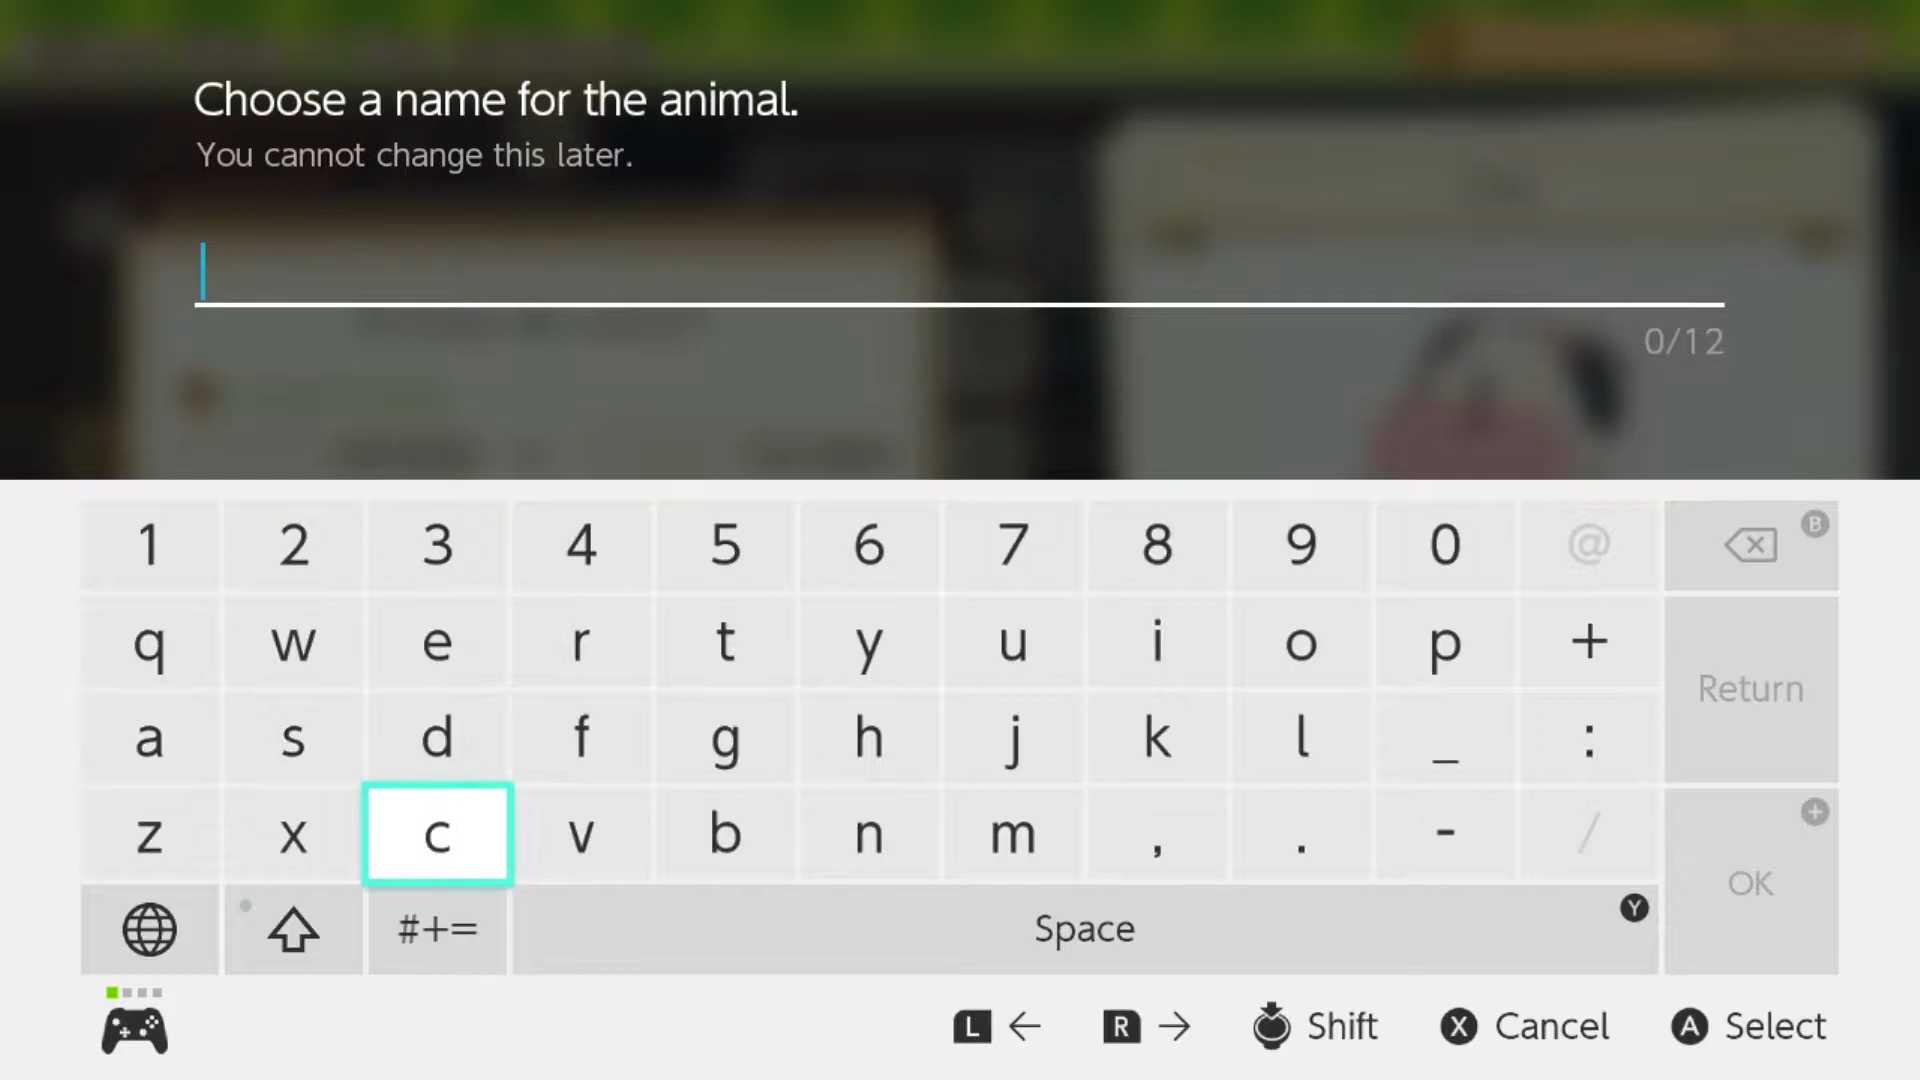 Choose a name for the animal.
You cannot change this later.
0/12
1 2 3 4 5 6 7 8 9 0 @ B
q w e r t y u i o p +
Return
a s d f g h j k l _ :
z x c v b n m , . - /
OK
#+= Space Y
L ← R → Shift X Cancel A Select